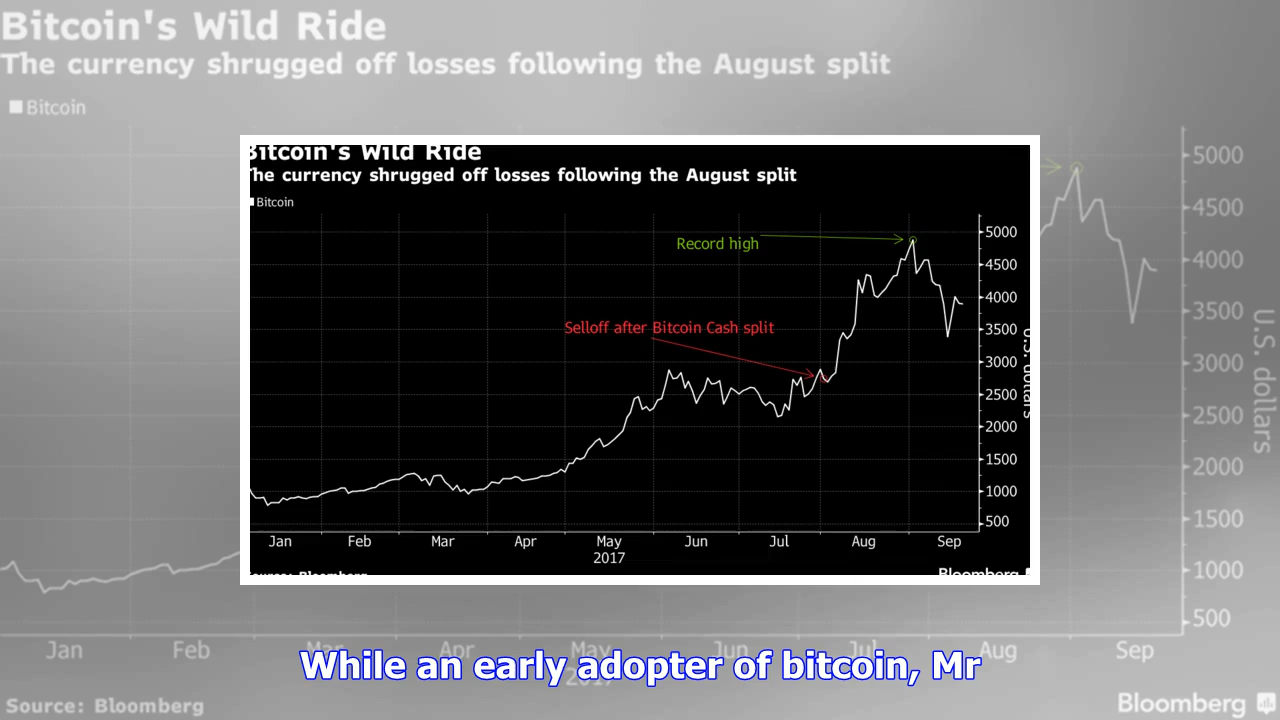 Bitcoin's Wild Ride
The currency shrugged off losses following the August split
Bitcoin
Bitcoin's Wild Ride
The currency shrugged off losses following the August split
Bitcoin
Record high
Selloff after Bitcoin Cash split
5000
4500
4000
3500
3000
2500
2000
1500
1000
500
U.S. dollars
Jan Feb Mar Apr May Jun Jul Aug Sep
2017
Source: Bloomberg
Bloomberg
5000
4500
4000
3500
3000
2500
2000
1500
1000
500
U.S. dollars
Jan Feb Mar Apr May Jun Jul Aug Sep
While an early adopter of bitcoin, Mr
Source: Bloomberg
Bloomberg